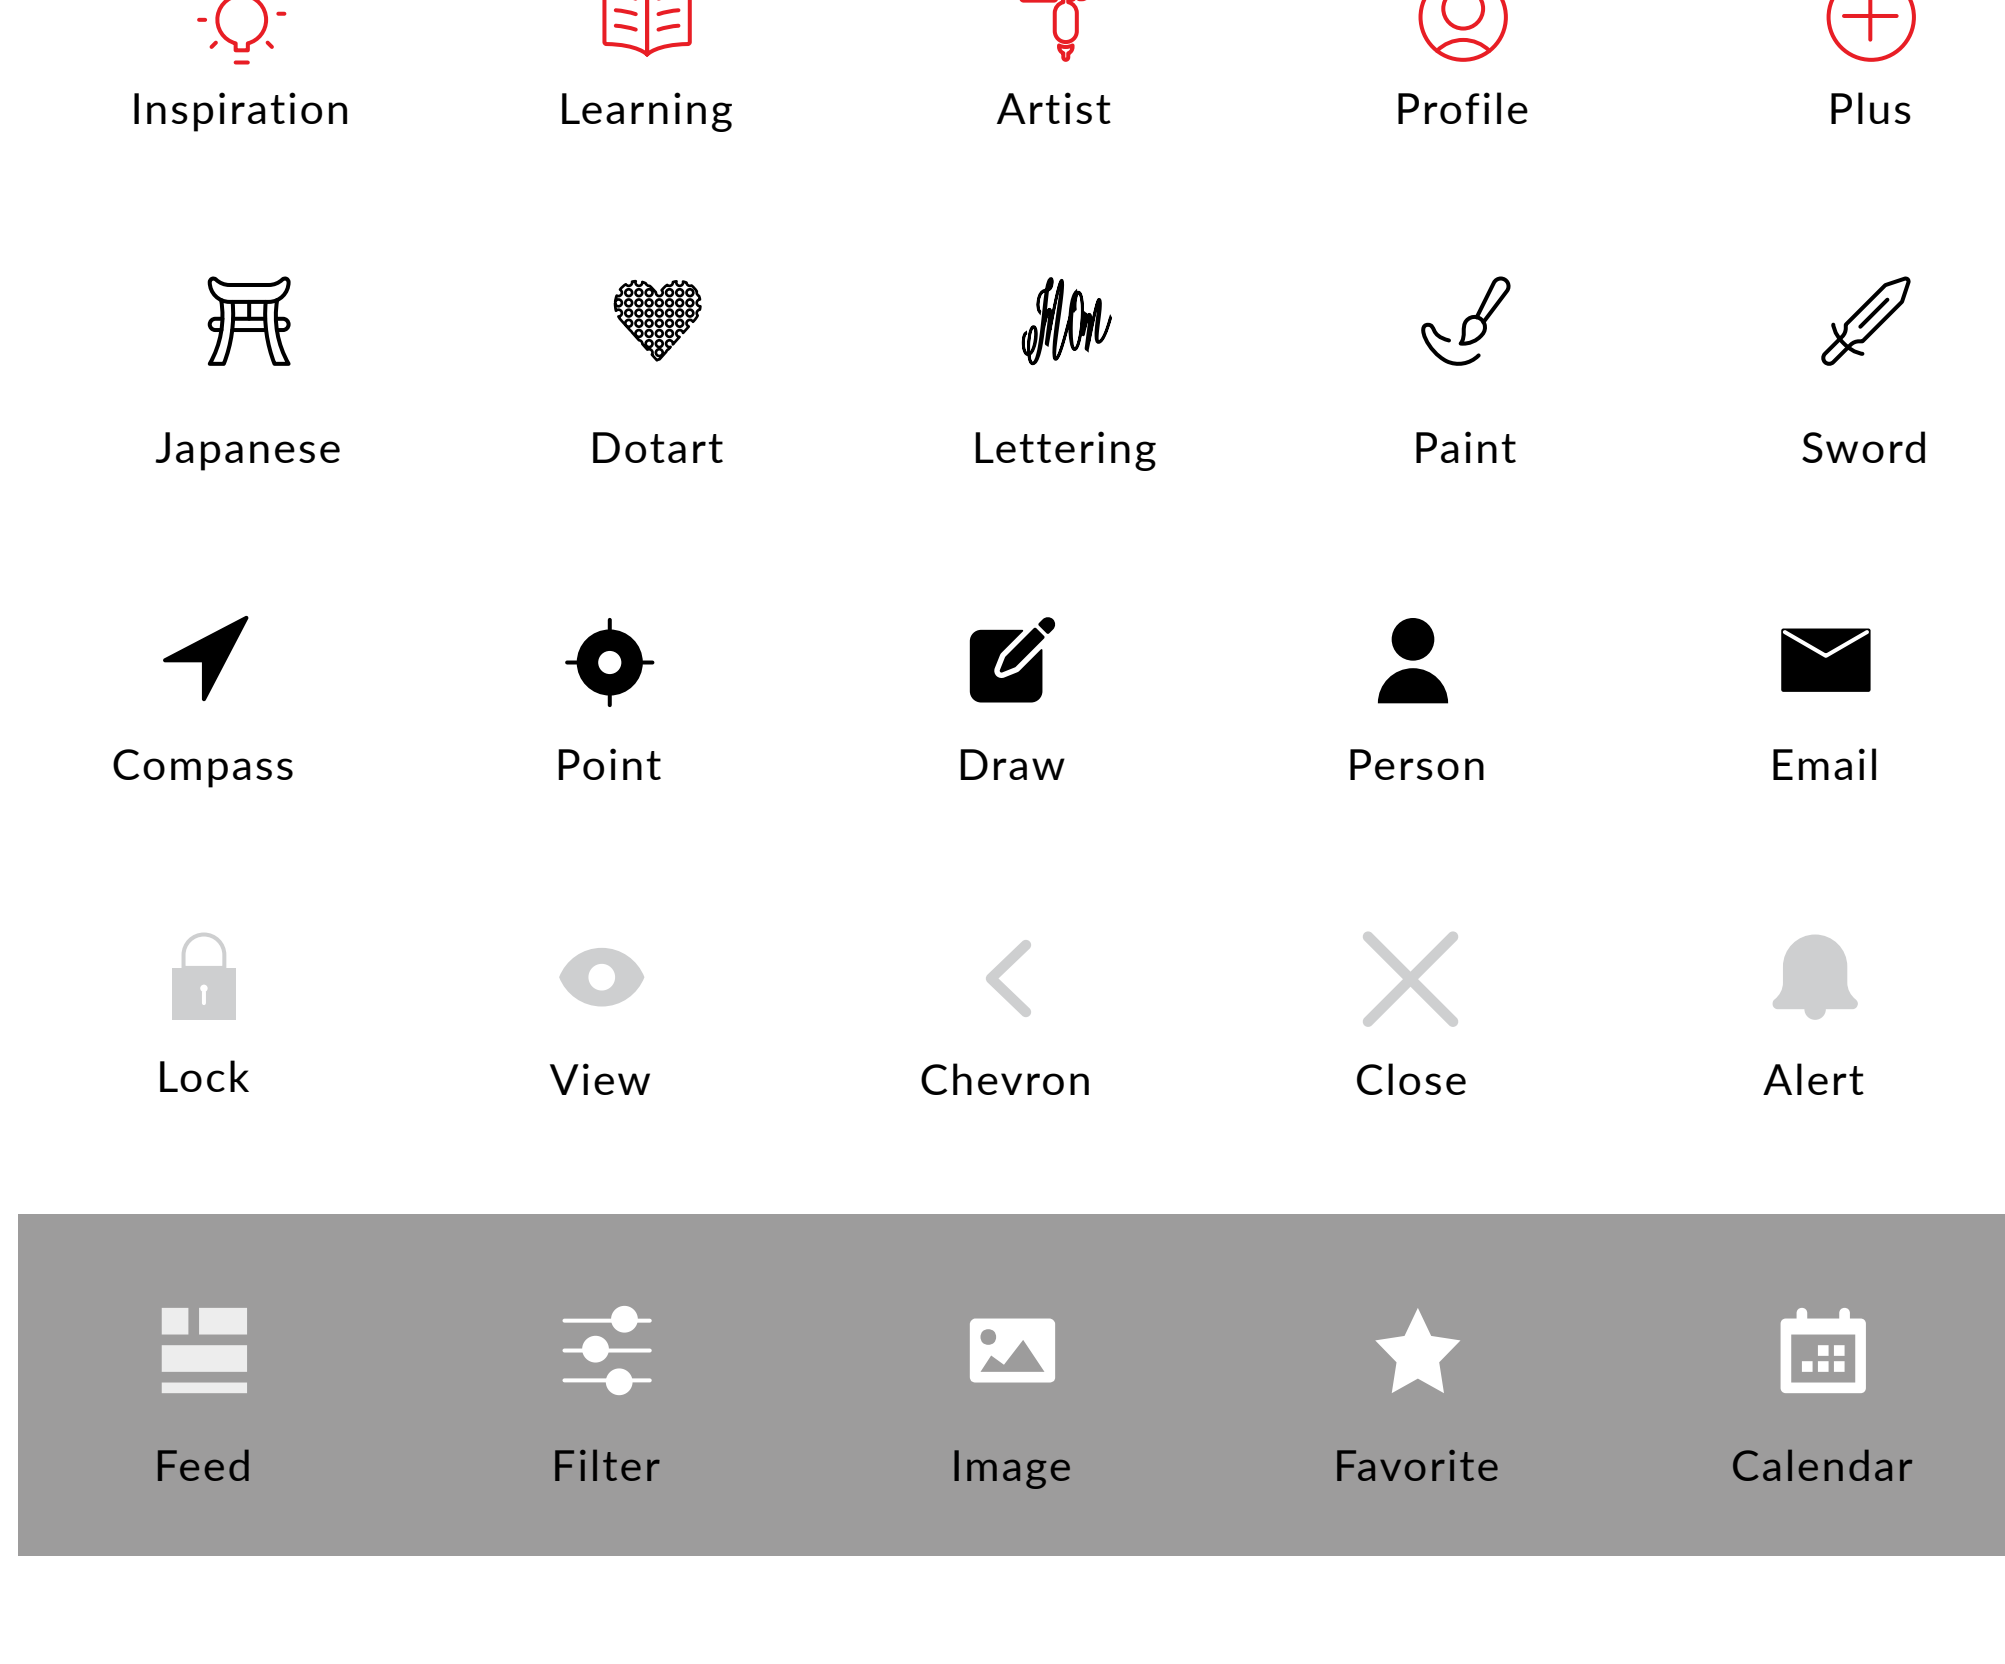 Inspiration Learning Artist Profile Plus
Mom
Japanese Dotart Lettering Paint Sword
Compass Point Draw Person Email
Lock View Chevron Close Alert
Feed Filter Image Favorite Calendar